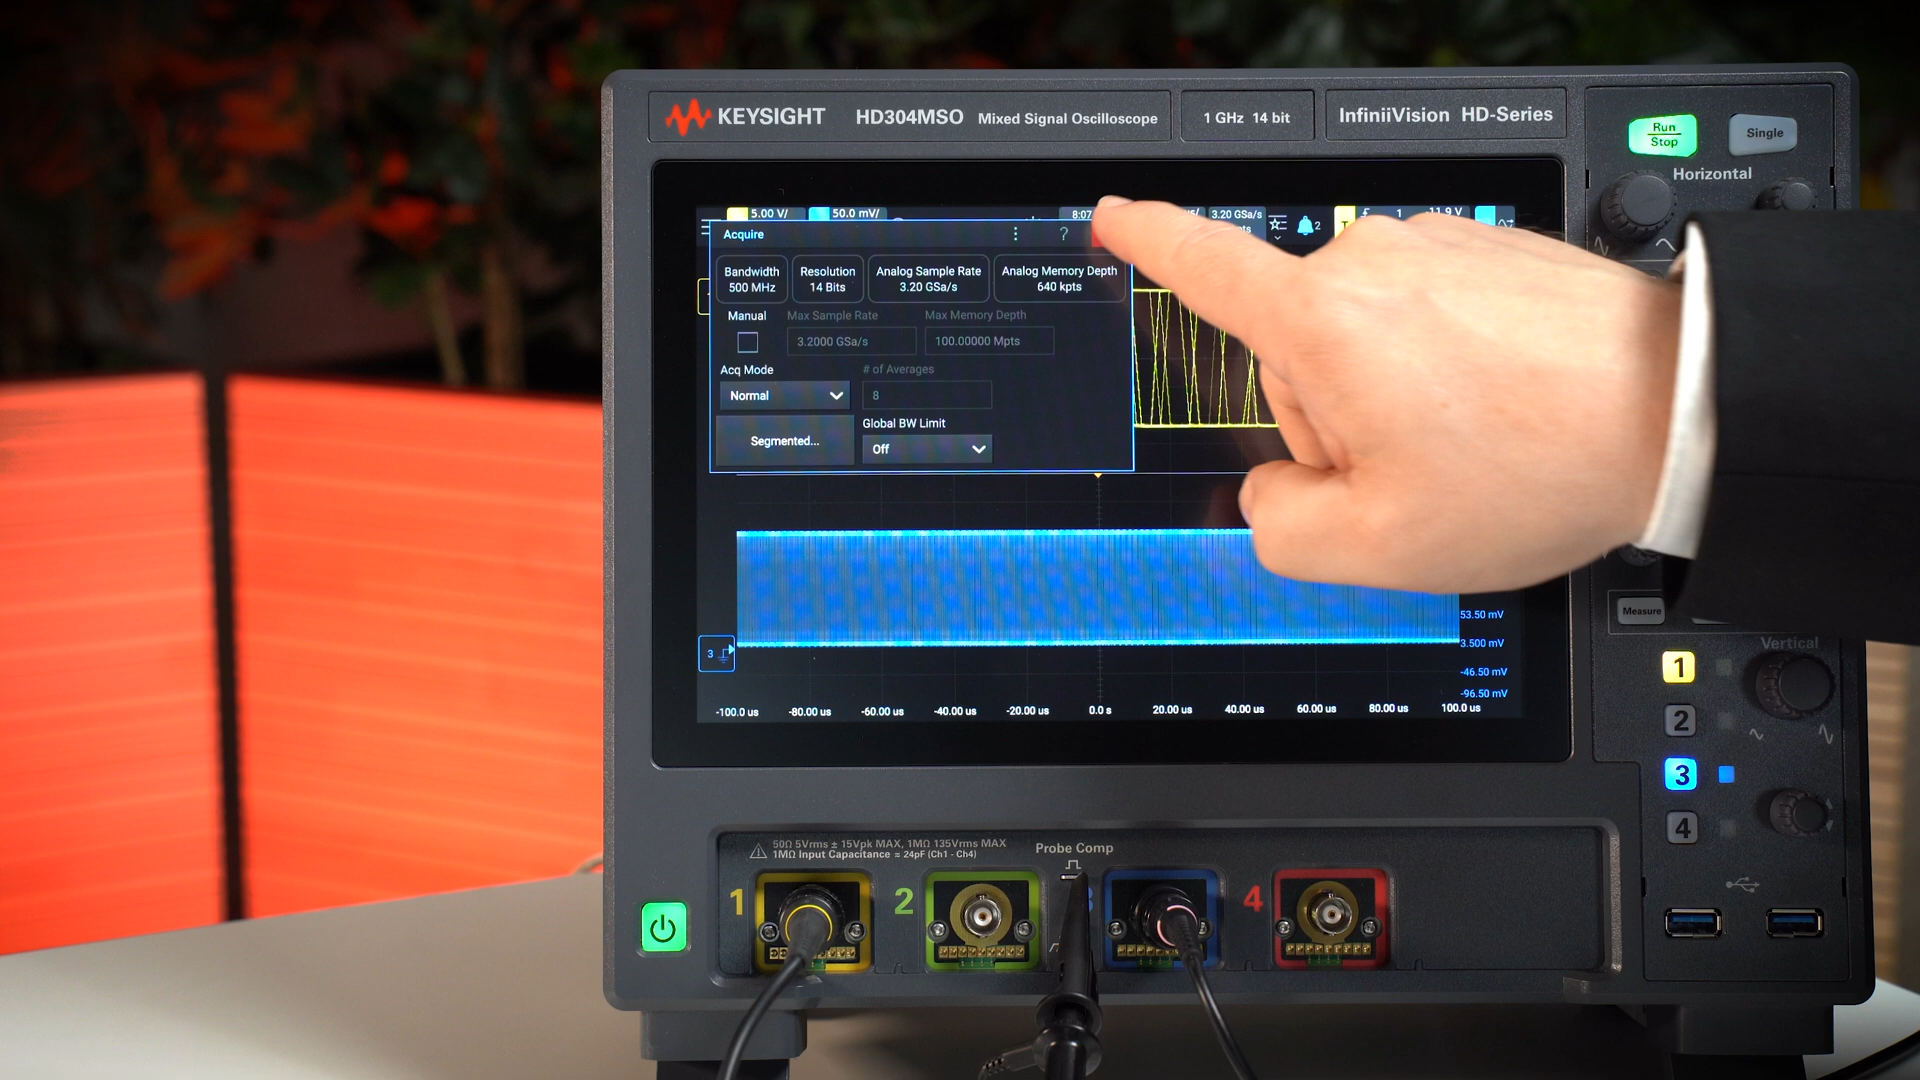 KEYSIGHT HD304MSO Mixed Signal Oscilloscope 1 GHz 14 bit InfiniiVision HD-Series
Run
Stop
Single
Horizontal
5.00 V/ 50.0 mV/ 8:07 3.20 GSa/s 1 11.9 V
2
Acquire ?
Bandwidth
500 MHz
Resolution
14 Bits
Analog Sample Rate
3.20 GSa/s
Analog Memory Depth
640 kpts
Manual Max Sample Rate Max Memory Depth
3.2000 GSa/s 100.00000 Mpts
Acq Mode # of Averages
Normal 8
Segmented... Global BW Limit
Off
53.50 mV
3.500 mV
-46.50 mV
-96.50 mV
3
-100.0 us -80.00 us -60.00 us -40.00 us -20.00 us 0.0 s 20.00 us 40.00 us 60.00 us 80.00 us 100.0 us
Measure
Vertical
1
2
3
4
50Ω 5Vrms ± 15Vpk MAX, 1MΩ 135Vrms MAX
1MΩ Input Capacitance = 24pF (Ch1 - Ch4)
Probe Comp
1 2 3 4